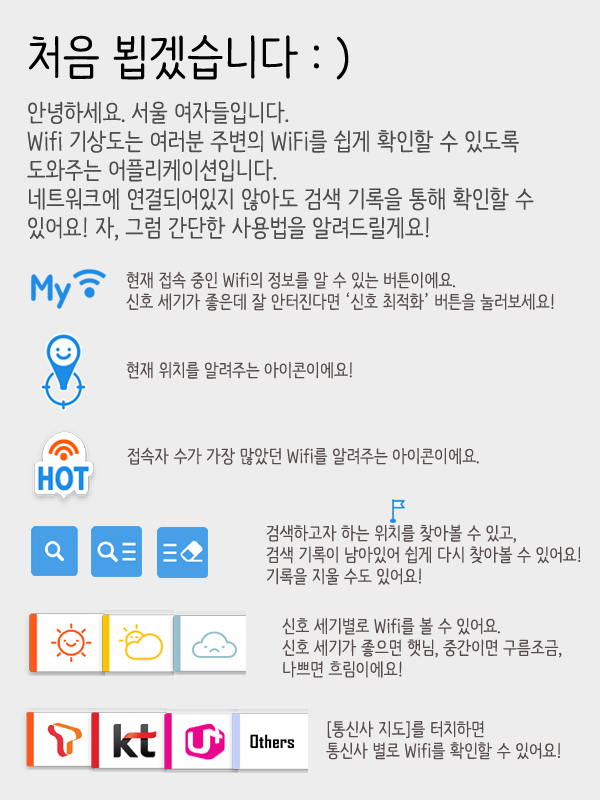 처음 뵙겠습니다 : )
안녕하세요. 서울 여자들입니다.
Wifi 기상도는 여러분 주변의 WiFi를 쉽게 확인할 수 있도록
도와주는 어플리케이션입니다.
네트워크에 연결되어있지 않아도 검색 기록을 통해 확인할 수
있어요! 자, 그럼 간단한 사용법을 알려드릴게요!
My
현재 접속 중인 Wifi의 정보를 알 수 있는 버튼이에요.
신호 세기가 좋은데 잘 안터진다면 ‘신호 최적화’ 버튼을 눌러보세요!
현재 위치를 알려주는 아이콘이에요!
HOT
접속자 수가 가장 많았던 Wifi를 알려주는 아이콘이에요.
검색하고자 하는 위치를 찾아볼 수 있고,
검색 기록이 남아있어 쉽게 다시 찾아볼 수 있어요!
기록을 지울 수도 있어요!
신호 세기별로 Wifi를 볼 수 있어요.
신호 세기가 좋으면 햇님, 중간이면 구름조금,
나쁘면 흐림이에요!
T
kt
U+
Others
[통신사 지도]를 터치하면
통신사 별로 Wifi를 확인할 수 있어요!